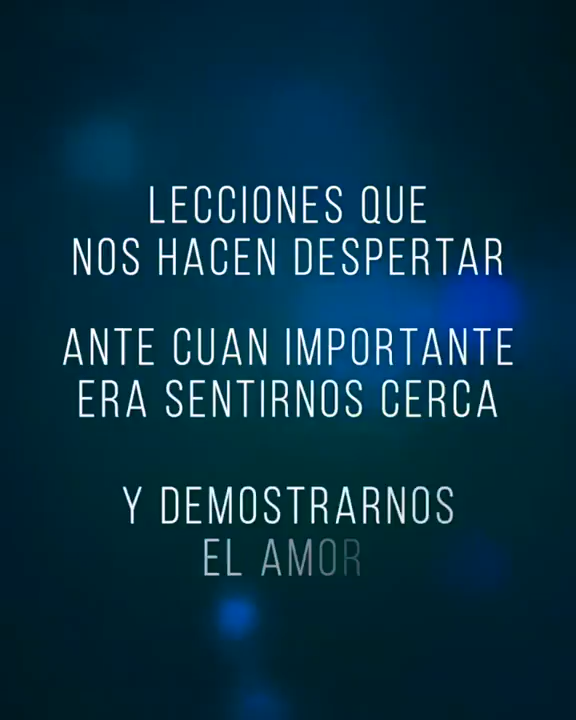 LECCIONES QUE
NOS HACEN DESPERTAR
ANTE CUAN IMPORTANTE
ERA SENTIRNOS CERCA
Y DEMOSTRARNOS
EL AMOR